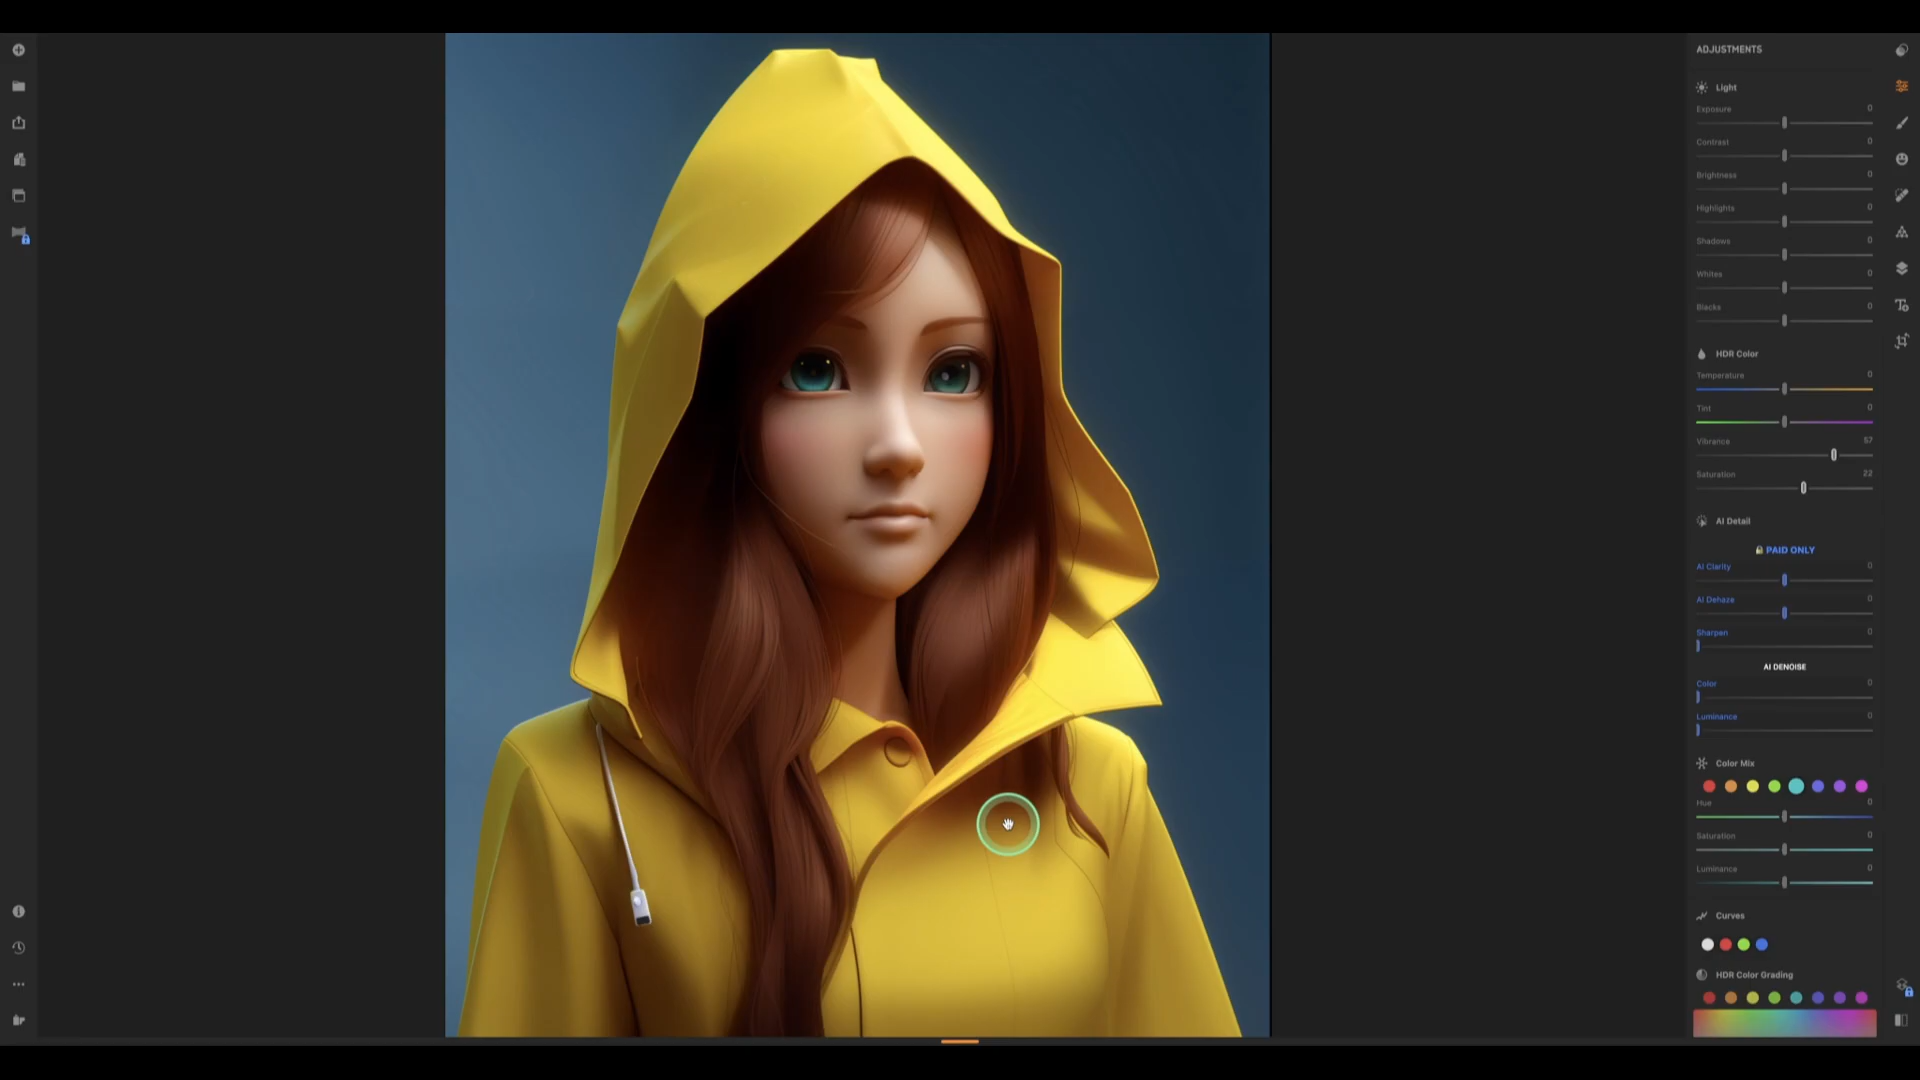 ADJUSTMENTS
Light
Exposure 0
Contrast 0
Brightness 0
Highlights 0
Shadows 0
Whites 0
Blacks 0
HDR Color
Temperature 0
Tint 0
Vibrance 57
Saturation 22
AI Detail
PAID ONLY
AI Clarity 0
AI Dehaze 0
Sharpen 0
AI DENOISE
Color 0
Luminance 0
Color Mix
Hue 0
Saturation 0
Luminance 0
Curves
HDR Color Grading